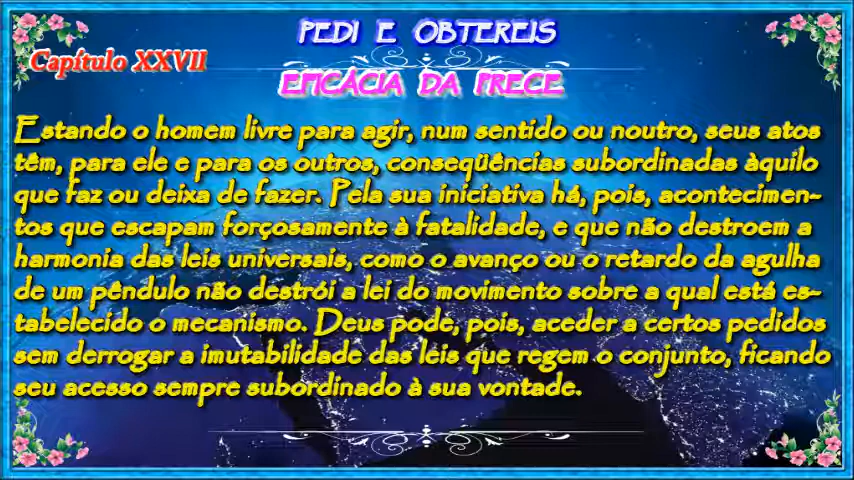 PEDI E OBTEREIS
Capítulo XXVII
EFICÁCIA DA PRECE
Estando o homem livre para agir, num sentido ou noutro, seus atos
têm, para ele e para os outros, conseqüências subordinadas àquilo
que faz ou deixa de fazer. Pela sua iniciativa há, pois, acontecimen-
tos que escapam forçosamente à fatalidade, e que não destroem a
harmonia das leis universais, como o avanço ou o retardo da agulha
de um pêndulo não destrói a lei do movimento sobre a qual está es-
tabelecido o mecanismo. Deus pode, pois, aceder a certos pedidos
sem derrogar a imutabilidade das leis que regem o conjunto, ficando
seu acesso sempre subordinado à sua vontade.